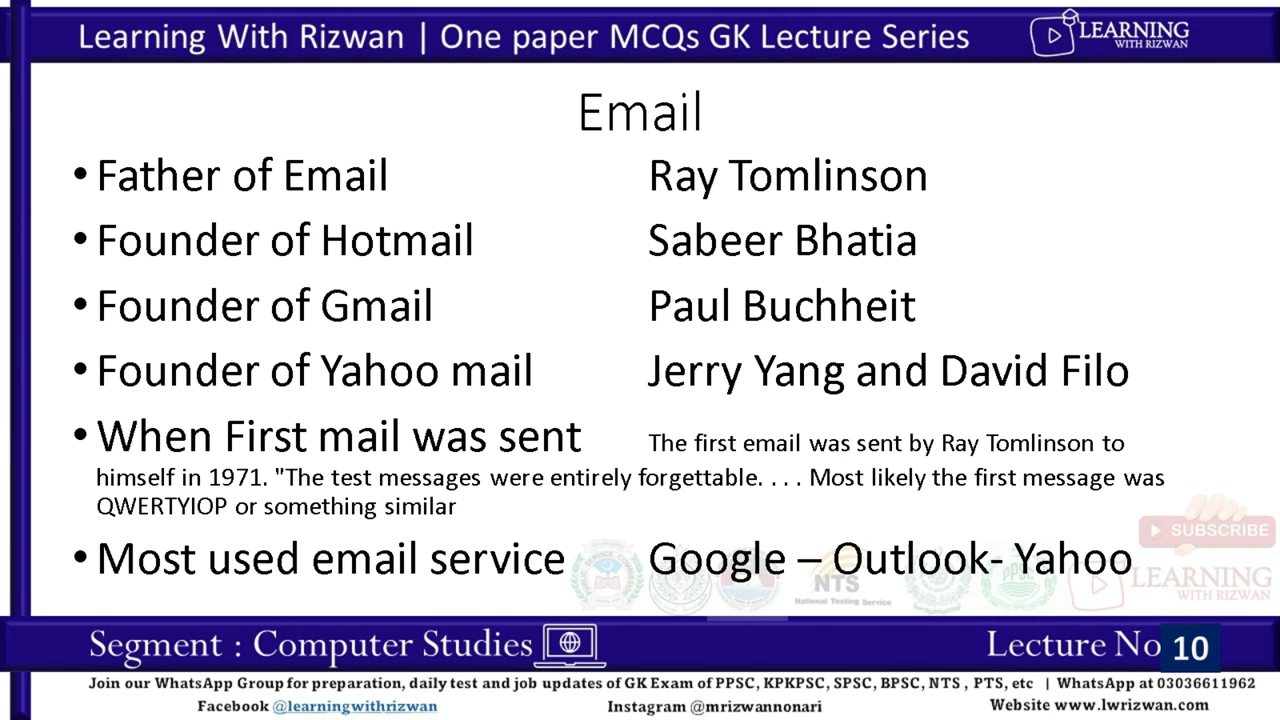 Learning With Rizwan | One paper MCQs GK Lecture Series
LEARNING
WITH RIZWAN
Email
• Father of Email Ray Tomlinson
• Founder of Hotmail Sabeer Bhatia
• Founder of Gmail Paul Buchheit
• Founder of Yahoo mail Jerry Yang and David Filo
• When First mail was sent The first email was sent by Ray Tomlinson to
himself in 1971. "The test messages were entirely forgettable. . . . Most likely the first message was
QWERTYIOP or something similar
SUBSCRIBE
• Most used email service Google – Outlook- Yahoo
NTS
National Testing Service
LEARNING
WITH RIZWAN
Segment : Computer Studies Lecture No 10
Join our WhatsApp Group for preparation, daily test and job updates of GK Exam of PPSC, KPKPSC, SPSC, BPSC, NTS , PTS, etc | WhatsApp at 03036611962
Facebook @learningwithrizwan Instagram @mrizwannonari Website www.lwrizwan.com